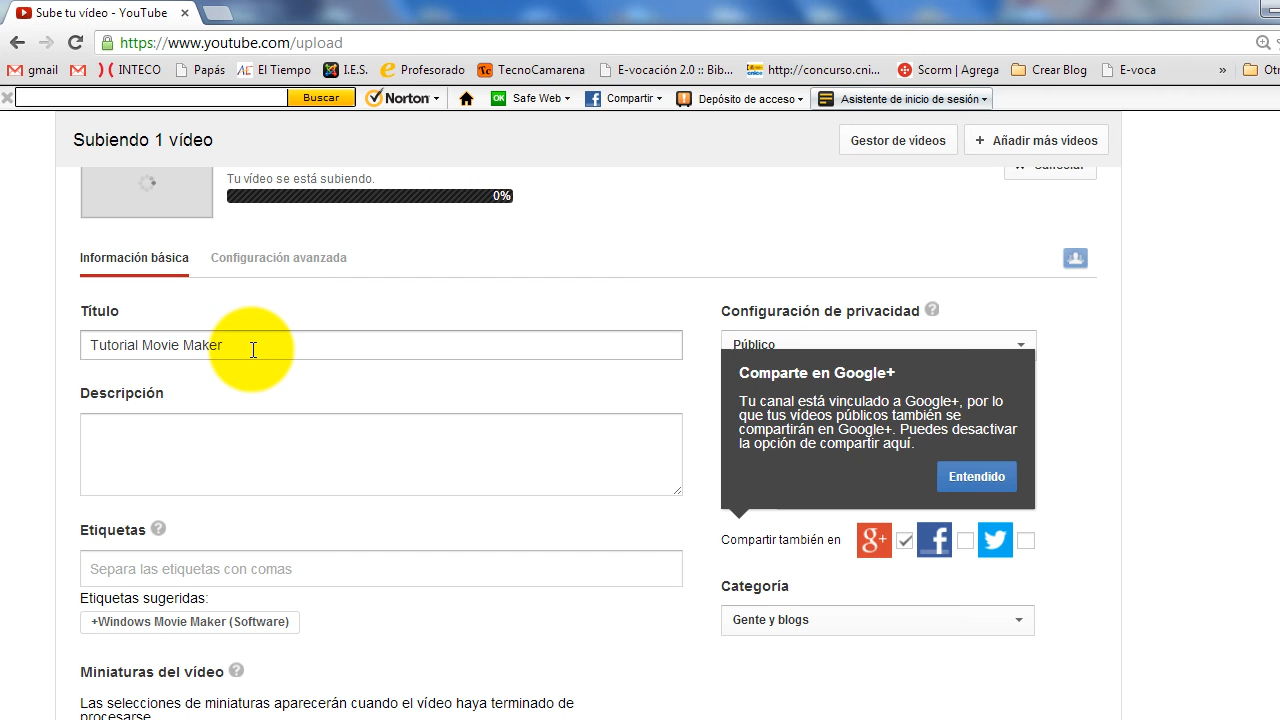 Sube tu vídeo - YouTube
https://www.youtube.com/upload
gmail
INTECO
Papás
El Tiempo
I.E.S.
Profesorado
TecnoCamarena
E-vocación 2.0 :: Bib...
http://concurso.cni...
Scorm | Agrega
Crear Blog
E-voca
»
Buscar
Norton
OK
Safe Web
Compartir
Depósito de acceso
Asistente de inicio de sesión
Subiendo 1 vídeo
Gestor de vídeos
+ Añadir más vídeos
Tu vídeo se está subiendo.
0%
Información básica
Configuración avanzada
Título
Tutorial Movie Maker
Descripción
Etiquetas
Separa las etiquetas con comas
Etiquetas sugeridas:
+Windows Movie Maker (Software)
Miniaturas del vídeo
Las selecciones de miniaturas aparecerán cuando el vídeo haya terminado de
procesarse
Configuración de privacidad
Público
Comparte en Google+
Tu canal está vinculado a Google+, por lo
que tus vídeos públicos también se
compartirán en Google+. Puedes desactivar
la opción de compartir aquí.
Entendido
Compartir también en
Categoría
Gente y blogs